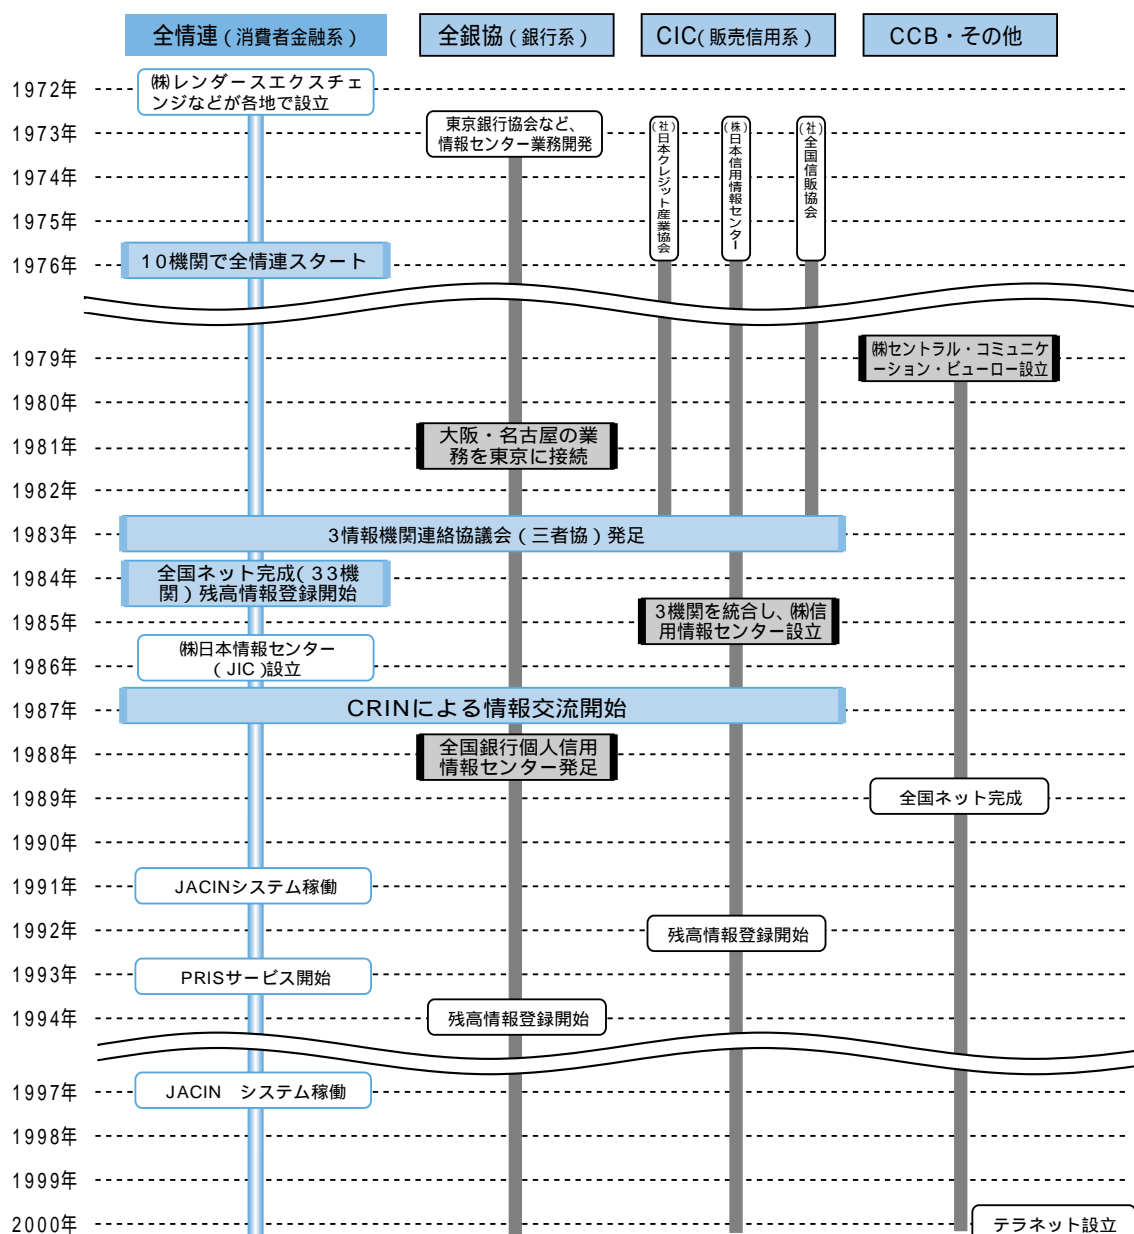 全情連(消費者金融系)
全銀協(銀行系)
CIC(販売信用系)
CCB・その他
1972年
㈱レンダースエクスチェ
ンジなどが各地で設立
1973年
東京銀行協会など、
情報センター業務開発
(社)日本クレジット産業協会
(株)日本信用情報センター
(社)全国信販協会
1974年
1975年
1976年
10機関で全情連スタート
1979年
㈱セントラル・コミュニケ
ーション・ビューロー設立
1980年
1981年
大阪・名古屋の業
務を東京に接続
1982年
1983年
3情報機関連絡協議会(三者協)発足
1984年
全国ネット完成(33機
関)残高情報登録開始
1985年
3機関を統合し、㈱信
用情報センター設立
1986年
㈱日本情報センター
(JIC)設立
1987年
CRINによる情報交流開始
1988年
全国銀行個人信用
情報センター発足
1989年
全国ネット完成
1990年
1991年
JACINシステム稼働
1992年
残高情報登録開始
1993年
PRISサービス開始
1994年
残高情報登録開始
1997年
JACIN　システム稼働
1998年
1999年
2000年
テラネット設立